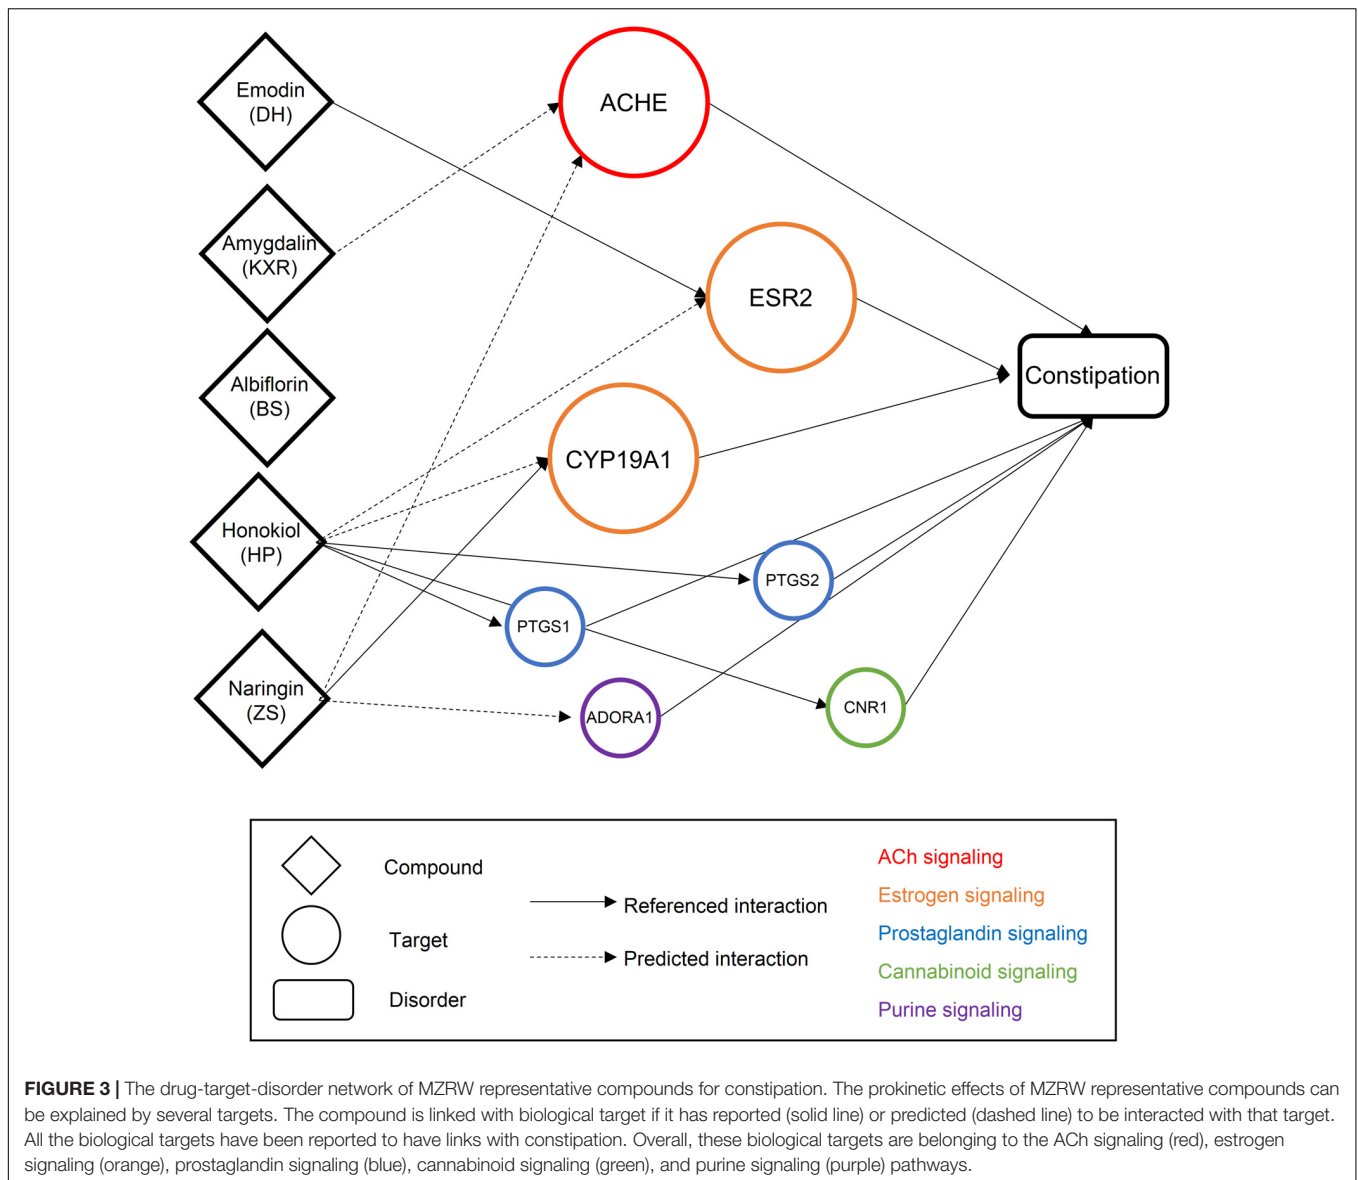 Emodin
(DH)
ACHE
Amygdalin
(KXR)
ESR2
Albiflorin
(BS)
Constipation
CYP19A1
Honokiol
(HP)
PTGS2
PTGS1
Naringin
(ZS)
ADORA1
CNR1
Compound
Target
Disorder
Referenced interaction
Predicted interaction
ACh signaling
Estrogen signaling
Prostaglandin signaling
Cannabinoid signaling
Purine signaling
FIGURE 3 | The drug-target-disorder network of MZRW representative compounds for constipation. The prokinetic effects of MZRW representative compounds can
be explained by several targets. The compound is linked with biological target if it has reported (solid line) or predicted (dashed line) to be interacted with that target.
All the biological targets have been reported to have links with constipation. Overall, these biological targets are belonging to the ACh signaling (red), estrogen
signaling (orange), prostaglandin signaling (blue), cannabinoid signaling (green), and purine signaling (purple) pathways.